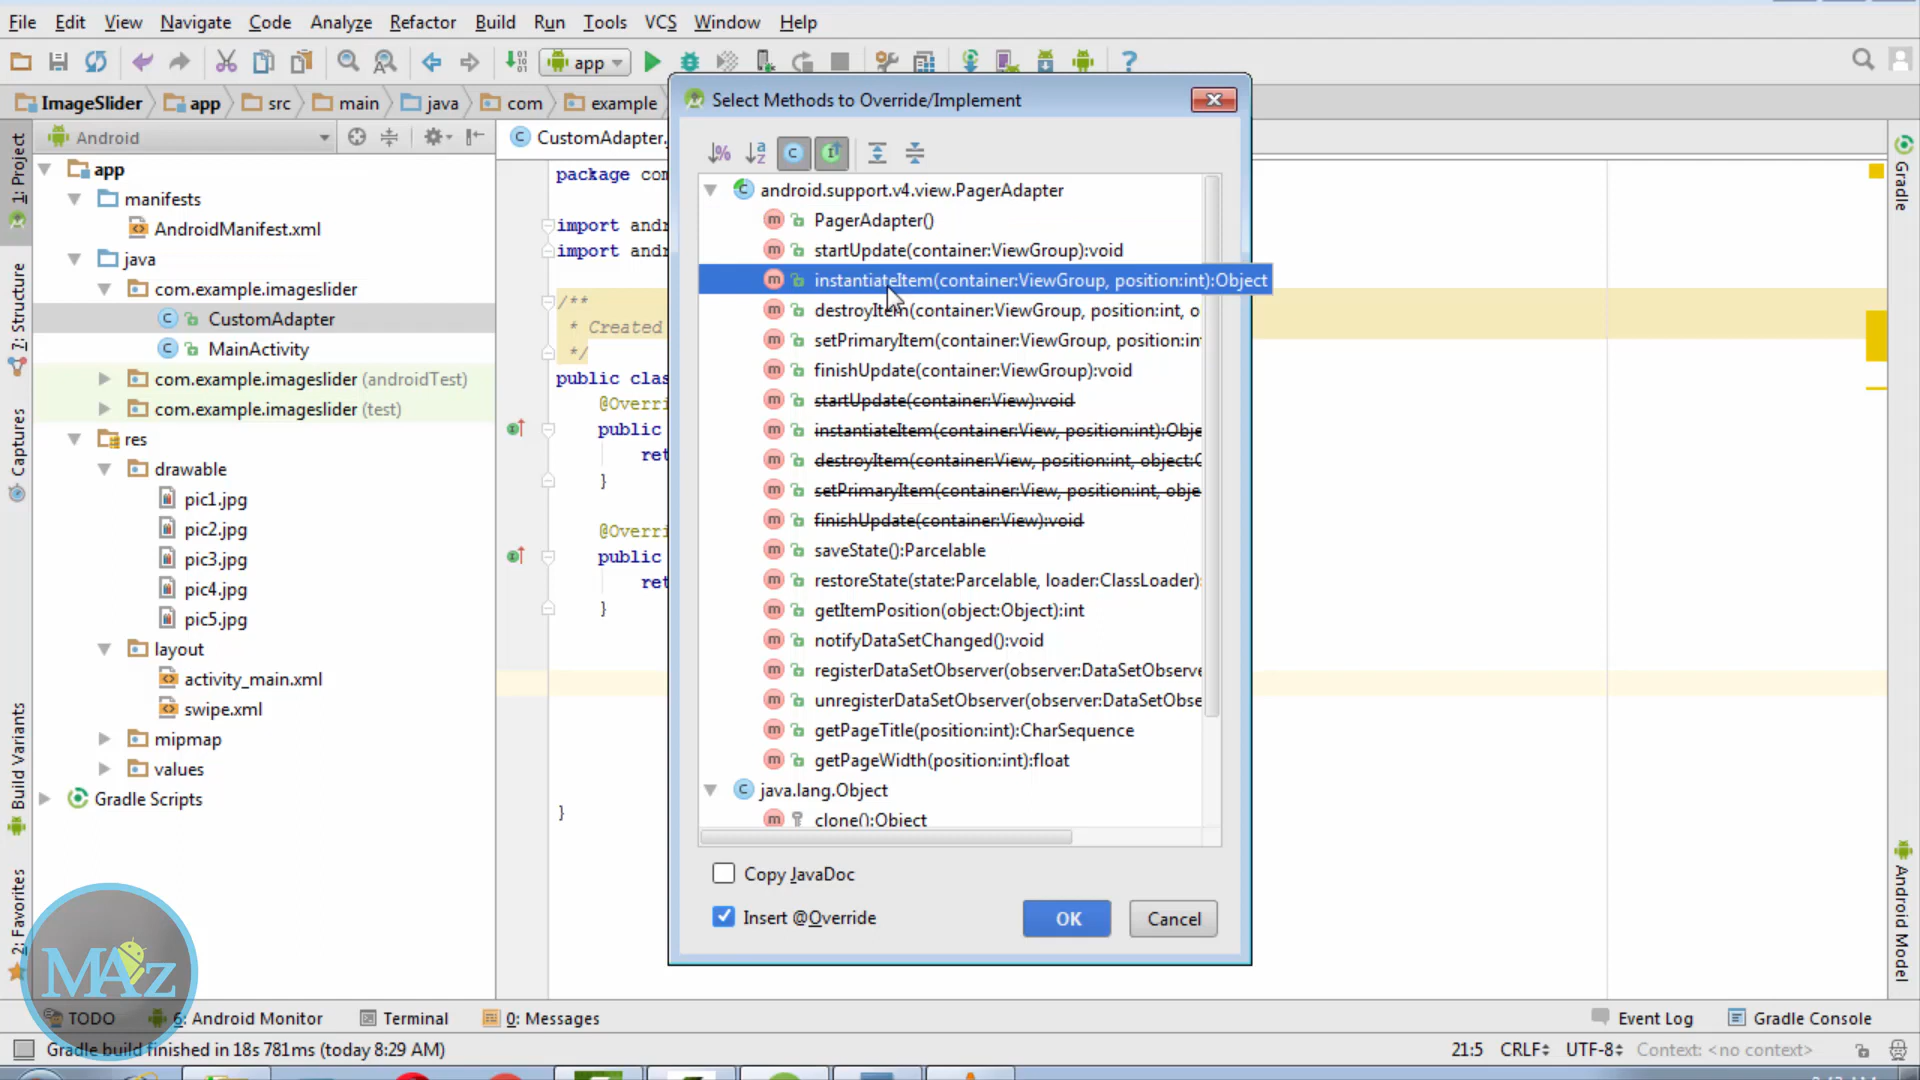 File Edit View Navigate Code Analyze Refactor Build Run Tools VCS Window Help
app
ImageSlider app src main java com example
Select Methods to Override/Implement
Android
CustomAdapter.
1: Project
7: Structure
Captures
Build Variants
2: Favorites
Gradle
Android Model
app
manifests
AndroidManifest.xml
java
com.example.imageslider
CustomAdapter
MainActivity
com.example.imageslider (androidTest)
com.example.imageslider (test)
res
drawable
pic1.jpg
pic2.jpg
pic3.jpg
pic4.jpg
pic5.jpg
layout
activity_main.xml
swipe.xml
mipmap
values
Gradle Scripts
package com
import andr
import andr
/**
* Created
*/
public clas
@Overri
public
ret
}
@Overri
public
ret
}
}
android.support.v4.view.PagerAdapter
PagerAdapter()
startUpdate(container:ViewGroup):void
instantiateItem(container:ViewGroup, position:int):Object
destroyItem(container:ViewGroup, position:int, o
setPrimaryItem(container:ViewGroup, position:int
finishUpdate(container:ViewGroup):void
startUpdate(container:View):void
instantiateItem(container:View, position:int):Obje
destroyItem(container:View, position:int, object:O
setPrimaryItem(container:View, position:int, obje
finishUpdate(container:View):void
saveState():Parcelable
restoreState(state:Parcelable, loader:ClassLoader):
getItemPosition(object:Object):int
notifyDataSetChanged():void
registerDataSetObserver(observer:DataSetObserve
unregisterDataSetObserver(observer:DataSetObse
getPageTitle(position:int):CharSequence
getPageWidth(position:int):float
java.lang.Object
clone():Object
Copy JavaDoc
Insert @Override
OK Cancel
MAz
TODO 6: Android Monitor Terminal 0: Messages Event Log Gradle Console
Gradle build finished in 18s 781ms (today 8:29 AM) 21:5 CRLF UTF-8 Context: <no context>